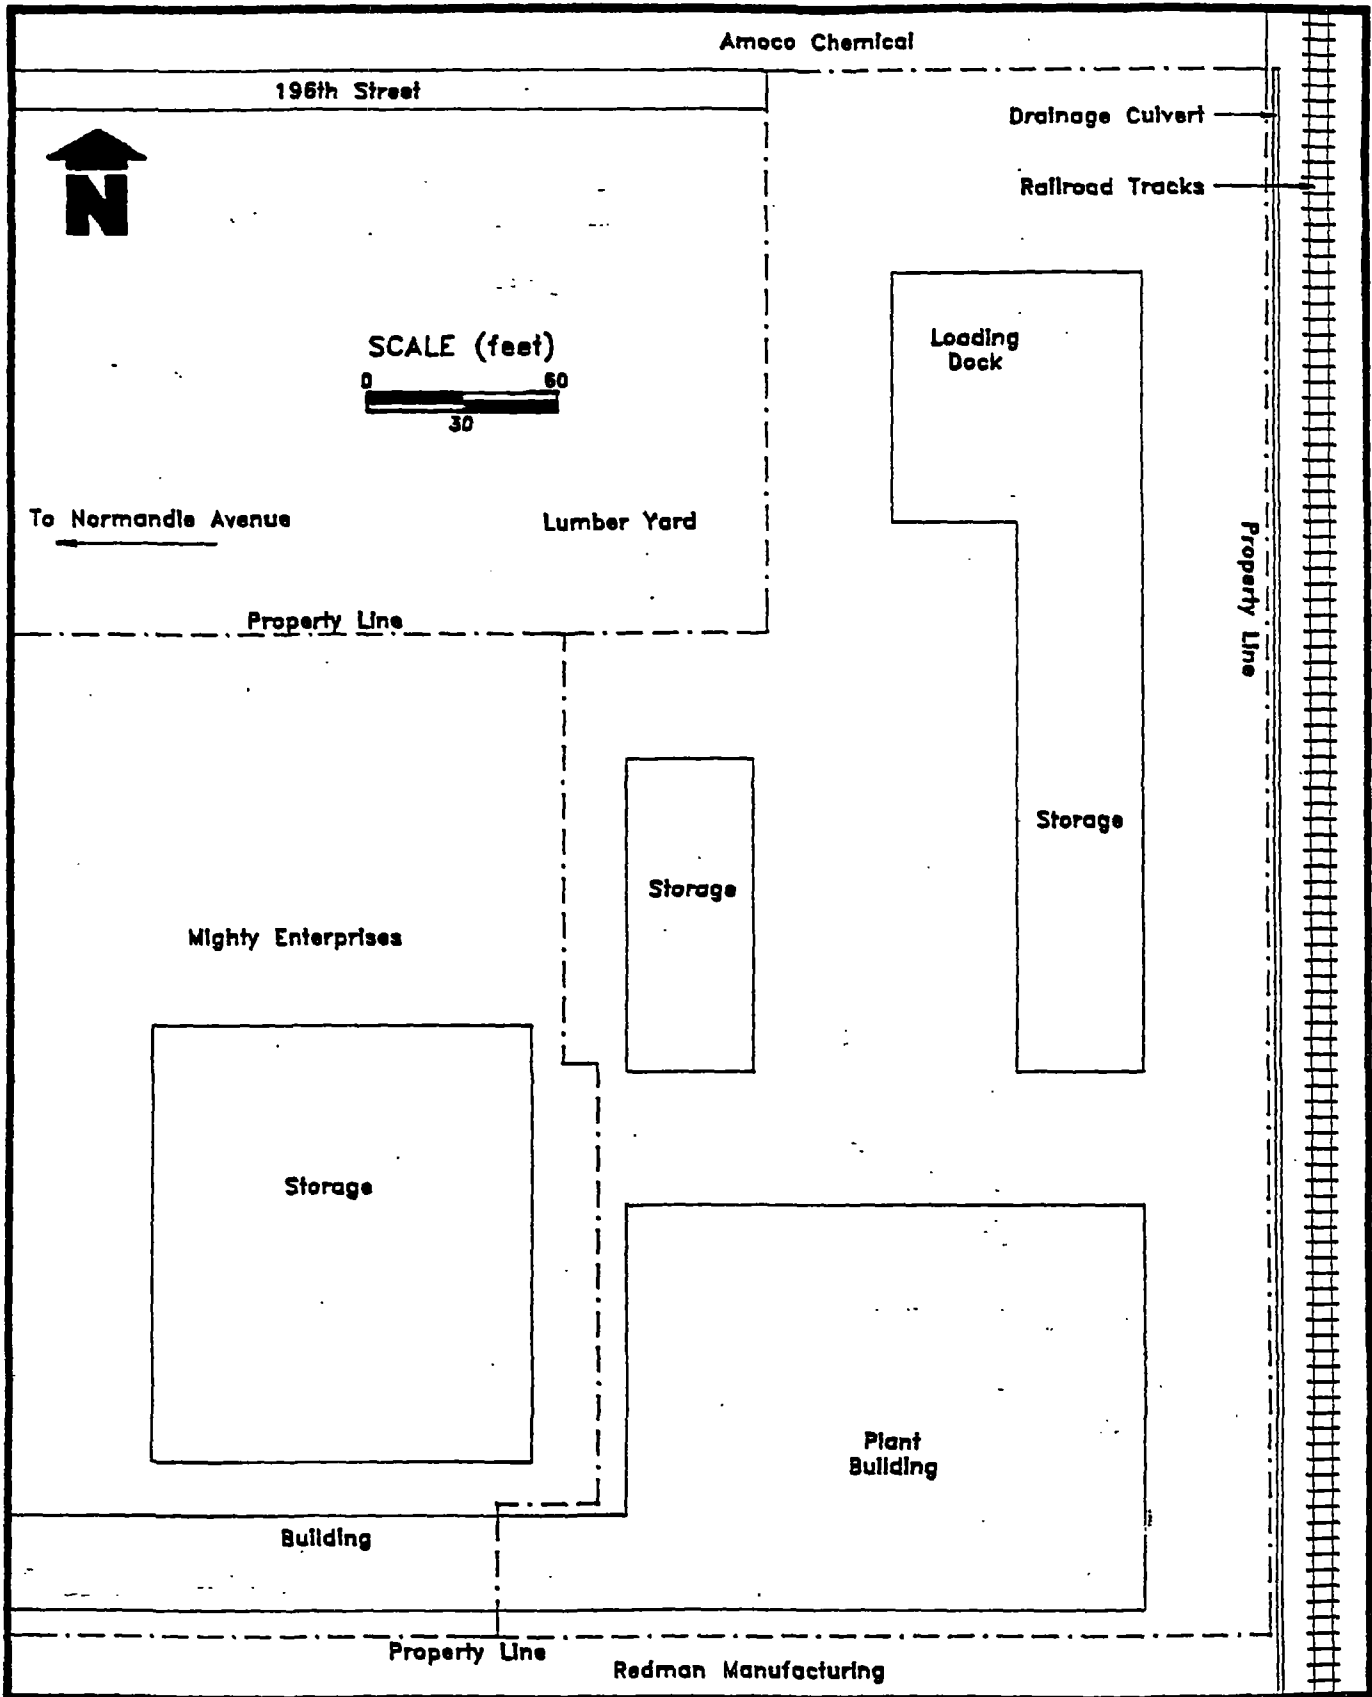 Amoco Chemical
196th Street
Drainage Culvert
Railroad Tracks
N
SCALE (feet)
0 60
30
Loading
Dock
To Normandie Avenue
Lumber Yard
Property Line
Property Line
Storage
Storage
Mighty Enterprises
Storage
Plant
Building
Building
Property Line
Redman Manufacturing